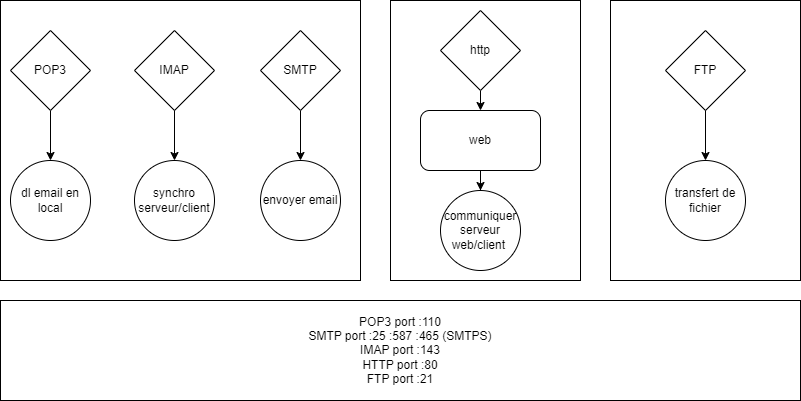 POP3
IMAP
SMTP
dl email en
local
synchro
serveur/client
envoyer email
http
web
communiquer
serveur
web/client
FTP
transfert de
fichier
POP3 port :110
SMTP port :25 :587 :465 (SMTPS)
IMAP port :143
HTTP port :80
FTP port :21